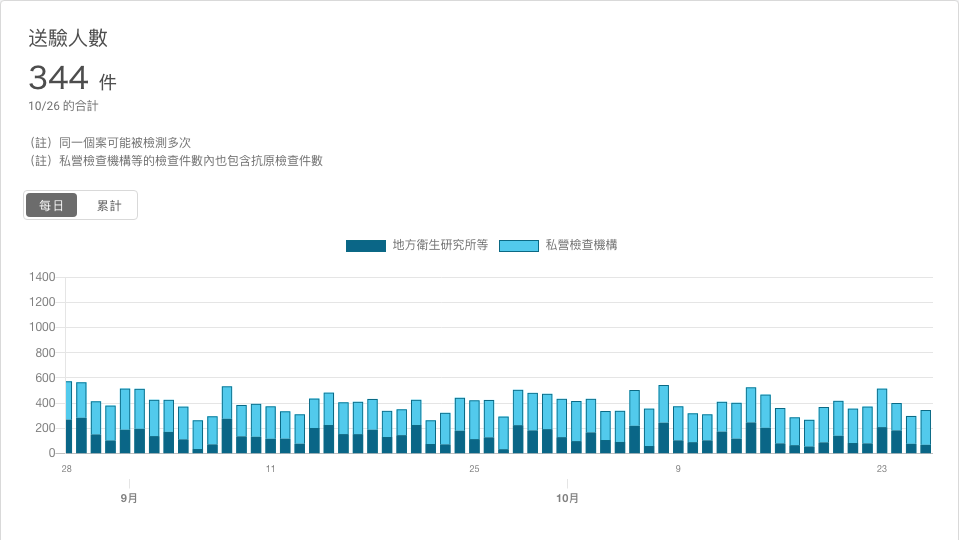 送驗人數
344 件
10/26 的合計
（註）同一個案可能被檢測多次
（註）私營檢查機構等的檢查件數內也包含抗原檢查件數
每日 累計
地方衛生研究所等 私營檢查機構
1400
1200
1000
800
600
400
200
0
28 11 25 9 23
9月 10月